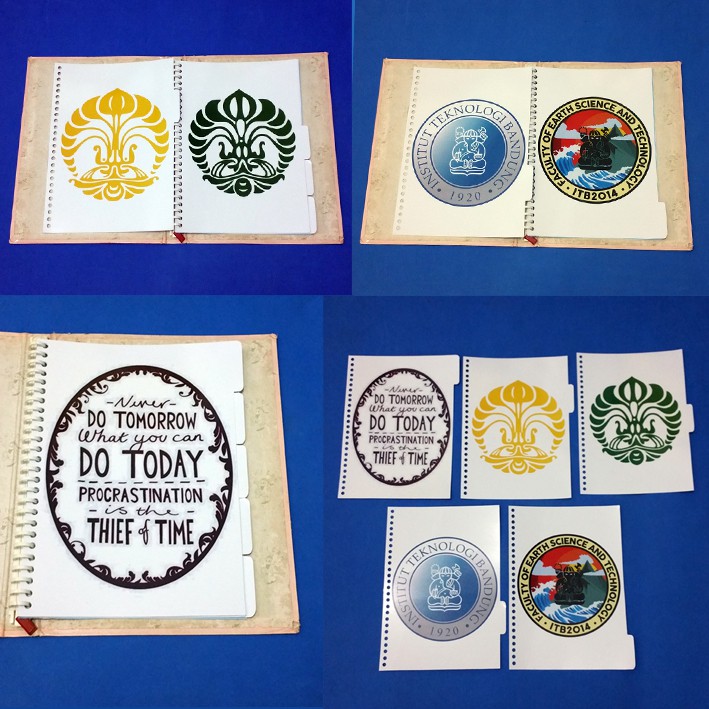 INSTITUT TEKNOLOGI BANDUNG
• 1920 •
FACULTY OF EARTH SCIENCE AND TECHNOLOGY
• ITB2014 •
-Never-
DO TOMORROW
What you can
DO TODAY
PROCRASTINATION
-is the-
THIEF of TIME
-Never-
DO TOMORROW
What you can
DO TODAY
PROCRASTINATION
-is the-
THIEF of TIME
INSTITUT TEKNOLOGI BANDUNG
• 1920 •
FACULTY OF EARTH SCIENCE AND TECHNOLOGY
• ITB2014 •